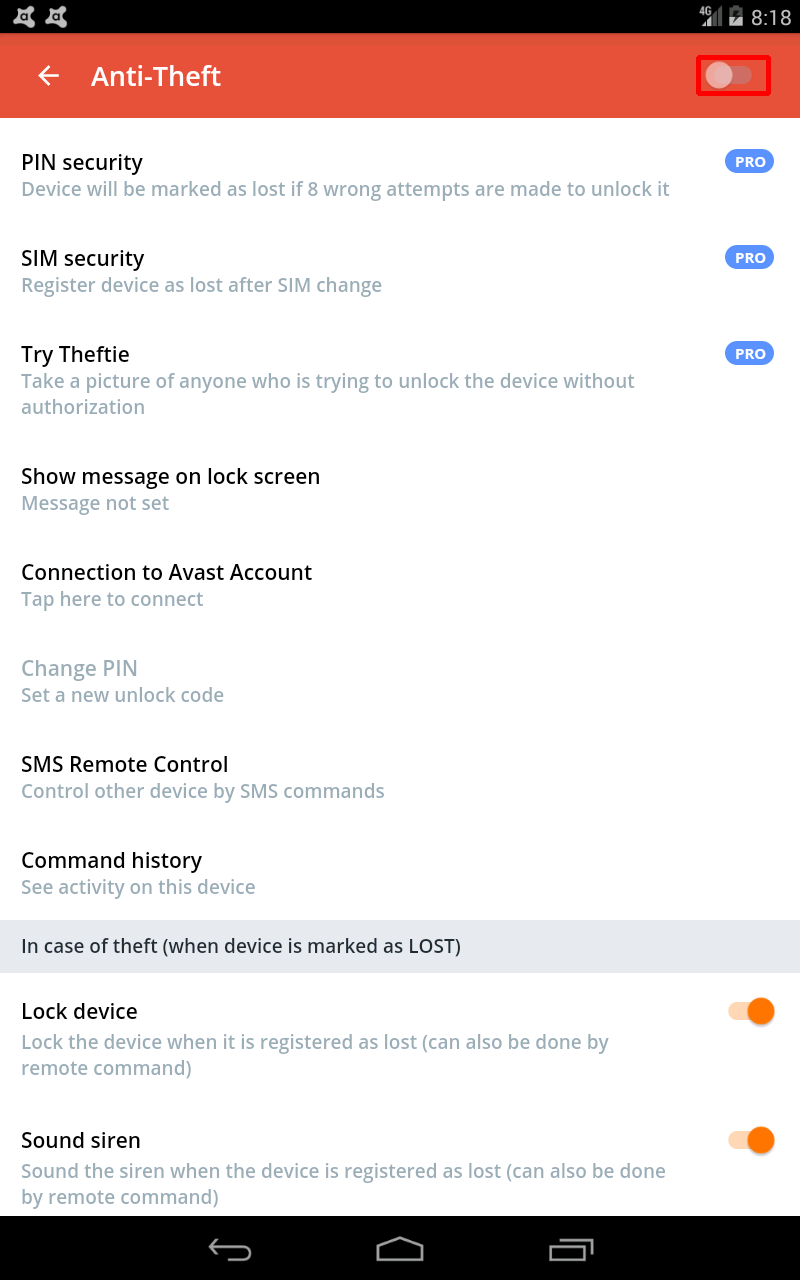 4G 8:18
Anti-Theft
PIN security PRO
Device will be marked as lost if 8 wrong attempts are made to unlock it
SIM security PRO
Register device as lost after SIM change
Try Theftie PRO
Take a picture of anyone who is trying to unlock the device without
authorization
Show message on lock screen
Message not set
Connection to Avast Account
Tap here to connect
Change PIN
Set a new unlock code
SMS Remote Control
Control other device by SMS commands
Command history
See activity on this device
In case of theft (when device is marked as LOST)
Lock device
Lock the device when it is registered as lost (can also be done by
remote command)
Sound siren
Sound the siren when the device is registered as lost (can also be done
by remote command)